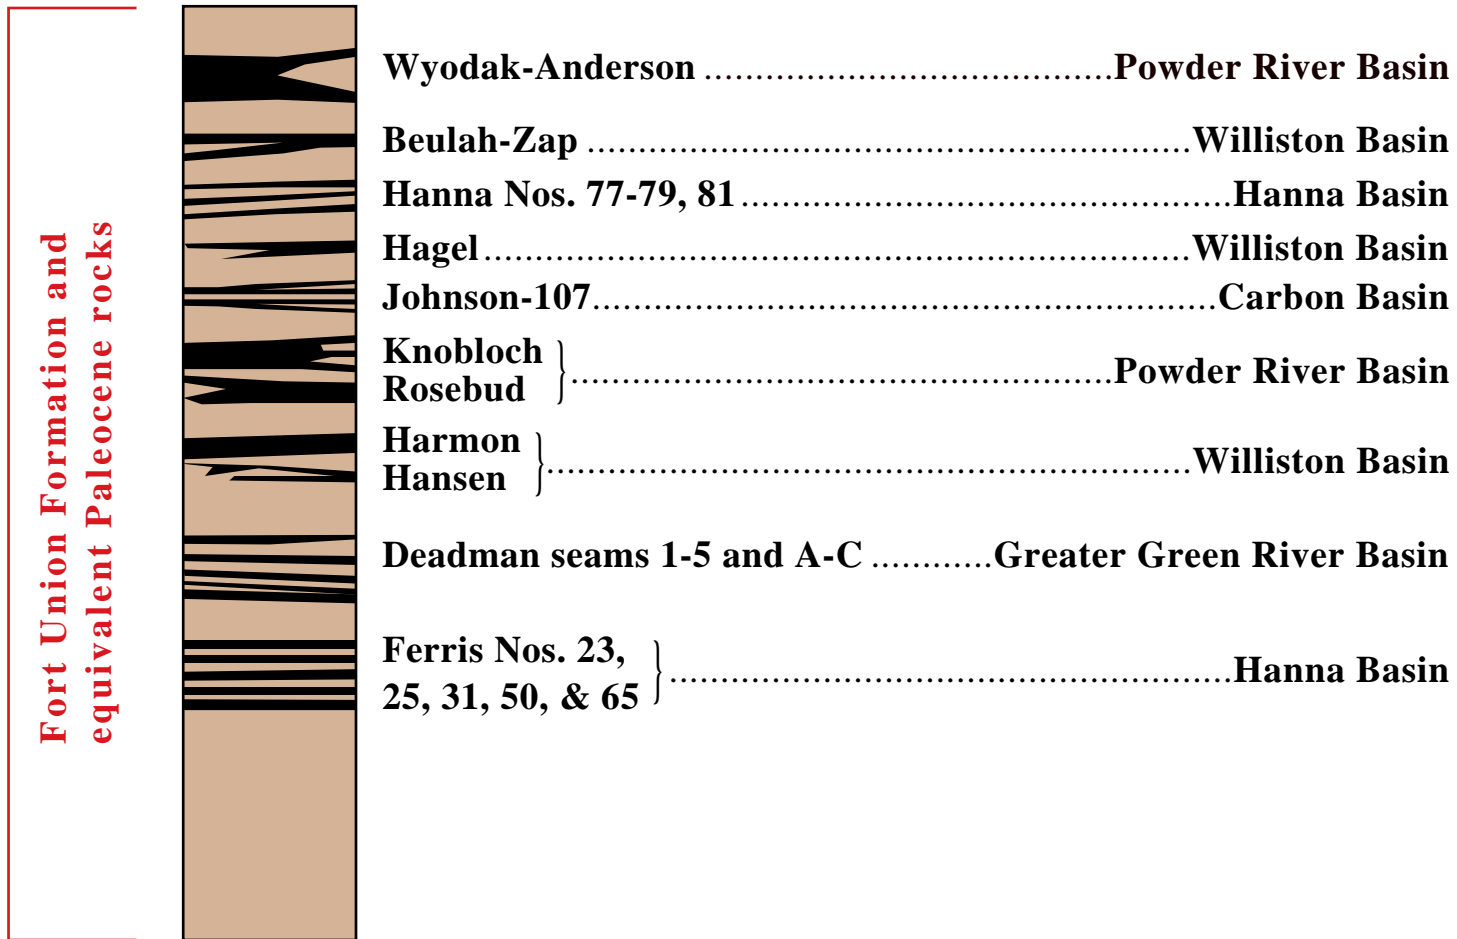 Fort Union Formation and
equivalent Paleocene rocks
Wyodak-Anderson ..................................... Powder River Basin
Beulah-Zap ..................................................... Williston Basin
Hanna Nos. 77-79, 81 ........................................... Hanna Basin
Hagel .............................................................. Williston Basin
Johnson-107 ....................................................... Carbon Basin
Knobloch
Rosebud
} ................................................ Powder River Basin
Harmon
Hansen
} ......................................................... Williston Basin
Deadman seams 1-5 and A-C ............ Greater Green River Basin
Ferris Nos. 23,
25, 31, 50, & 65
} .................................................. Hanna Basin